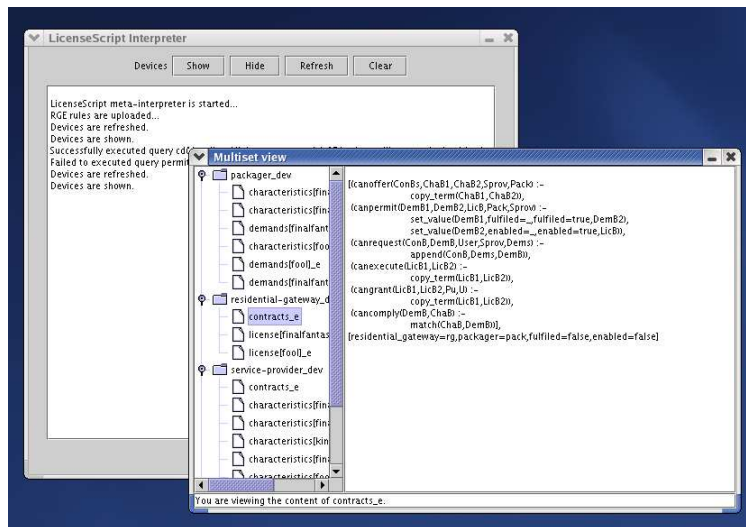 LicenseScript Interpreter
Devices Show Hide Refresh Clear
LicenseScript meta-interpreter is started...
RGE rules are uploaded...
Devices are refreshed.
Devices are shown.
Successfully executed query
Failed to executed query permit
Devices are refreshed.
Devices are shown.
Multiset view
packager_dev
characteristics[fina
characteristics[fina
demands[finalfant
characteristics[foo
demands[fool]_e
demands[finalfant
residential-gateway_d
contracts_e
license[finalfantas
license[fool]_e
service-provider_dev
contracts_e
characteristics[fina
characteristics[fina
characteristics[kin
characteristics[fina
characteristics[foo
[(canoffer(ConBs,ChaB1,ChaB2,Sprov,Pack) :-
copy_term(ChaB1,ChaB2)),
(canpermit(DemB1,DemB2,LicB,Pack,Sprov) :-
set_value(DemB1,fulfiled=_,fulfiled=true,DemB2),
set_value(DemB2,enabled=_,enabled=true,LicB)),
(canrequest(ConB,DemB,User,Sprov,Dems) :-
append(ConB,Dems,DemB)),
(canexecute(LicB1,LicB2) :-
copy_term(LicB1,LicB2)),
(cangrant(LicB1,LicB2,Pu,U) :-
copy_term(LicB1,LicB2)),
(cancomply(DemB,ChaB) :-
match(ChaB,DemB))],
[residential_gateway=rg,packager=pack,fulfiled=false,enabled=false]
You are viewing the content of contracts_e.